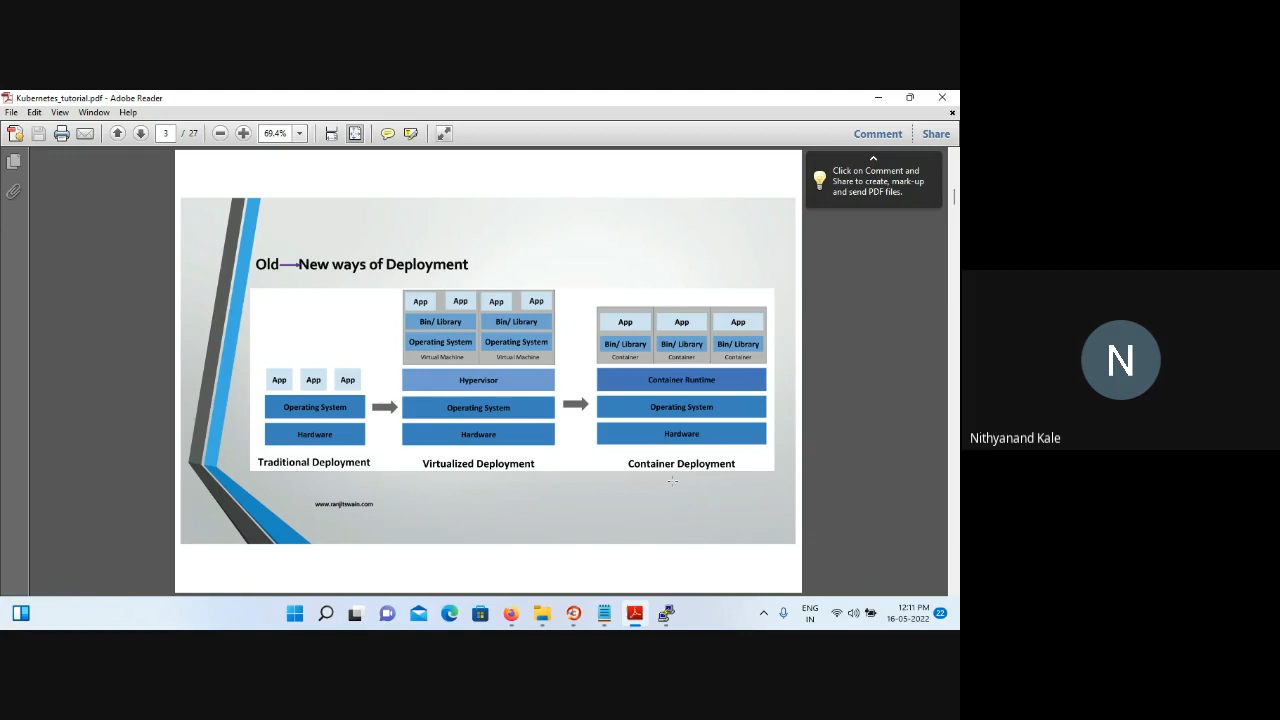 Kubernetes_tutorial.pdf - Adobe Reader
File Edit View Window Help
3 / 27 69.4% Comment Share
Click on Comment and
Share to create, mark-up
and send PDF files.
Old New ways of Deployment
App App App App
Bin/ Library Bin/ Library
Operating System Operating System
Virtual Machine Virtual Machine
App App App
Bin/ Library Bin/ Library Bin/ Library
Container Container Container
App App App
Hypervisor
Container Runtime
Operating System
Operating System
Operating System
Hardware
Hardware
Hardware
Traditional Deployment
Virtualized Deployment
Container Deployment
www.ranjitswain.com
N
Nithyanand Kale
ENG
IN
12:11 PM
16-05-2022
22